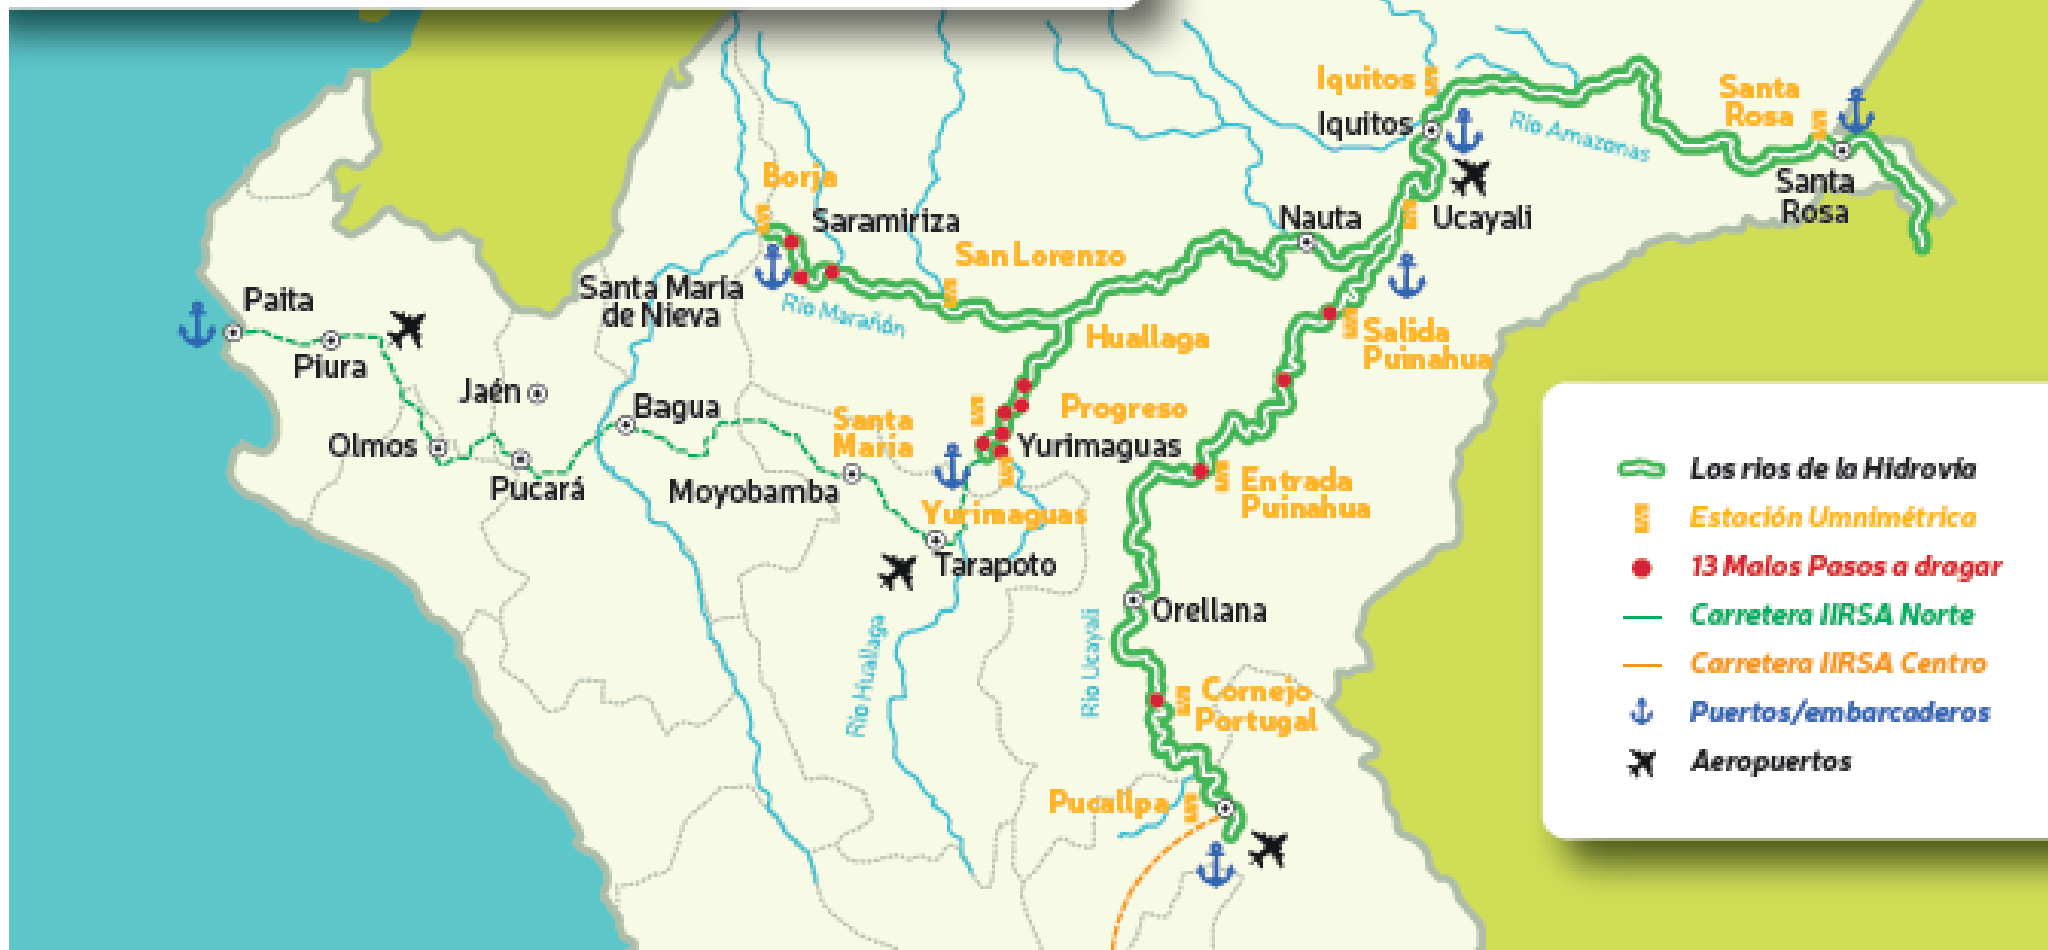 Iquitos
Iquitos
Santa
Rosa
Río Amazonas
Santa
Rosa
Borja
Saramiriza
Nauta
Ucayali
San Lorenzo
Santa María
de Nieva
Río Marañón
Paita
Piura
Huallaga
Salida
Puinahua
Jaén
Bagua
Santa
Maria
Progreso
Olmos
Yurimaguas
Pucará
Moyobamba
Entrada
Puinahua
Yurimaguas
Tarapoto
Orellana
Río Huallaga
Río Ucayali
Cornejo
Portugal
Pucallpa
Los rios de la Hidrovía
Estación Umnimétrica
13 Malos Pasos a dragar
Carretera IIRSA Norte
Carretera IIRSA Centro
Puertos/embarcaderos
Aeropuertos